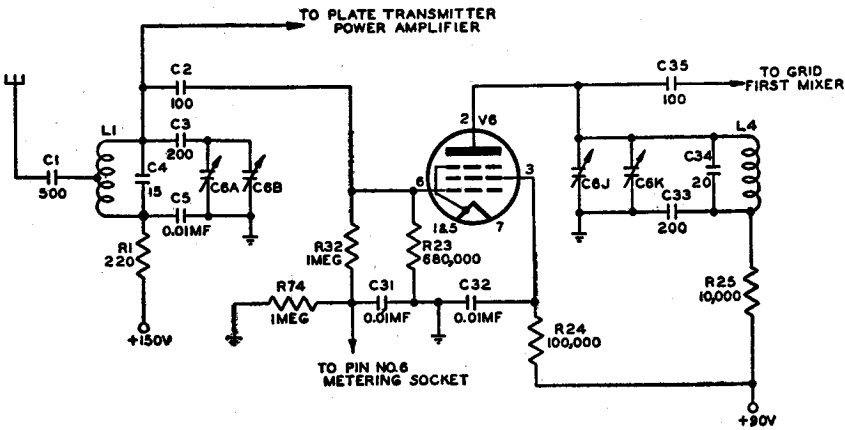 TO PLATE TRANSMITTER
POWER AMPLIFIER
C2
100
C35
100
TO GRID
FIRST MIXER
2 V6
L1
C3
200
L4
C1
500
C4
15
C6A
C6B
6
3
C6J
C6K
C34
20
C5
0.01MF
C33
200
1&5
7
R1
220
R32
1MEG
R23
680,000
R25
10,000
R74
1MEG
C31
0.01MF
C32
0.01MF
R24
100,000
+150V
TO PIN NO.6
METERING SOCKET
+90V